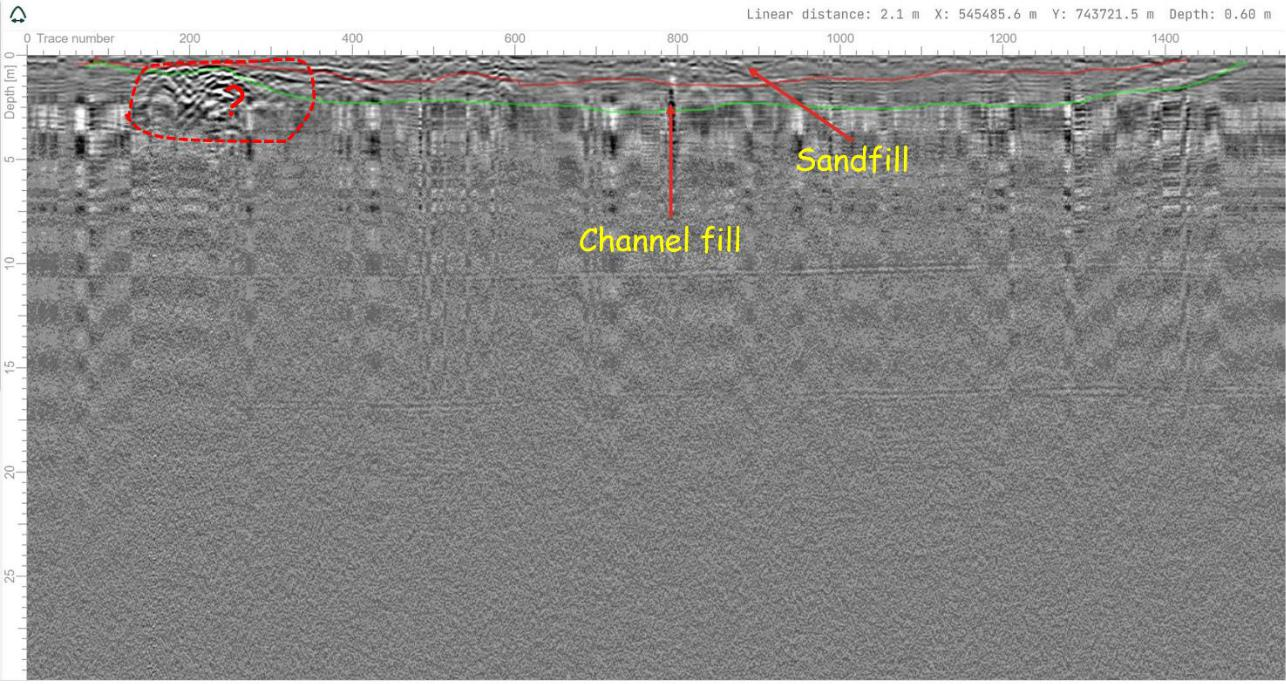 Linear distance: 2.1 m X: 545485.6 m Y: 743721.5 m Depth: 0.60 m
0 Trace number 200 400 600 800 1000 1200 1400
Depth [m]
0
5
10
15
20
25
?
Sandfill
Channel fill